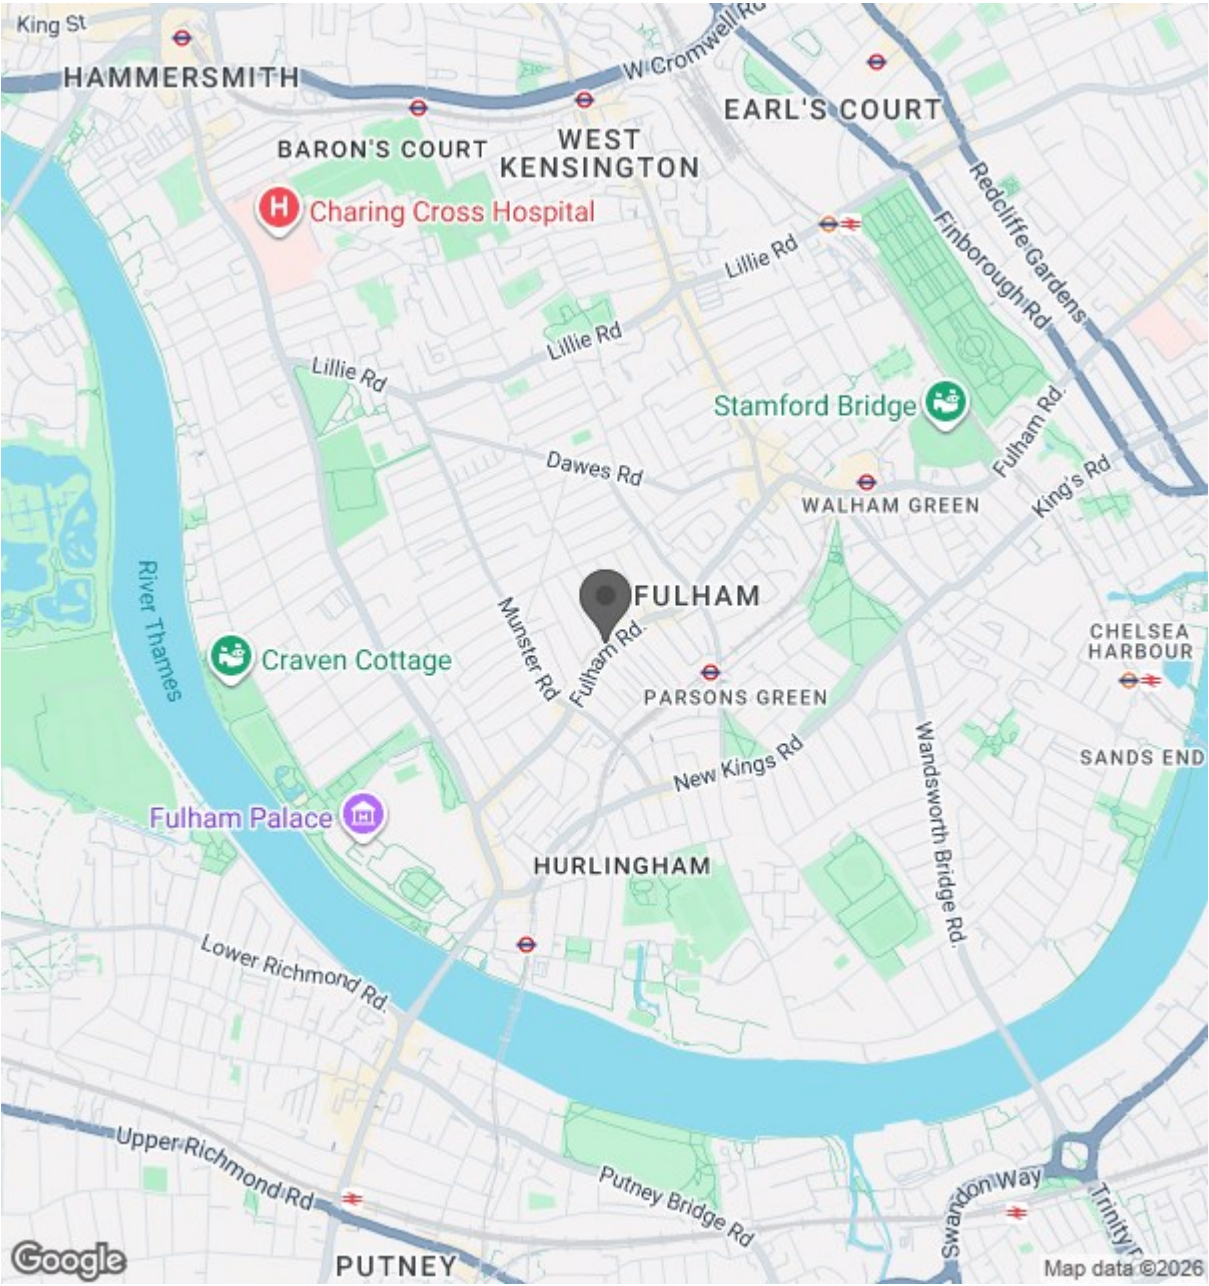 King St
HAMMERSMITH
W Cromwell Rd
EARL'S COURT
BARON'S COURT
WEST
KENSINGTON
H
Charing Cross Hospital
Redcliffe Gardens
Finborough Rd
Lillie Rd
Lillie Rd
Lillie Rd
Stamford Bridge
Fulham Rd.
Dawes Rd
King's Rd
WALHAM GREEN
River Thames
Munster Rd
FULHAM
Fulham Rd.
CHELSEA
HARBOUR
Craven Cottage
PARSONS GREEN
Wandsworth Bridge Rd.
SANDS END
New Kings Rd
Fulham Palace
HURLINGHAM
Lower Richmond Rd.
Upper Richmond Rd
Putney Bridge Rd
Swandon Way
PUTNEY
Google
Map data ©2026